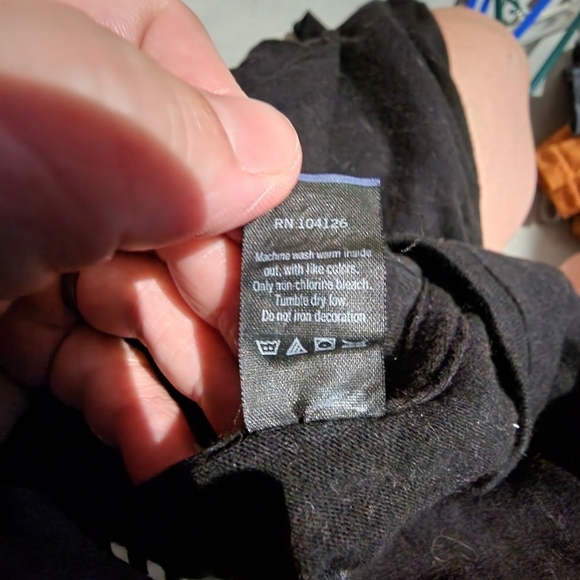 RN 104126
Machine wash warm inside
out, with like colors.
Only non-chlorine bleach.
Tumble dry low.
Do not iron decoration